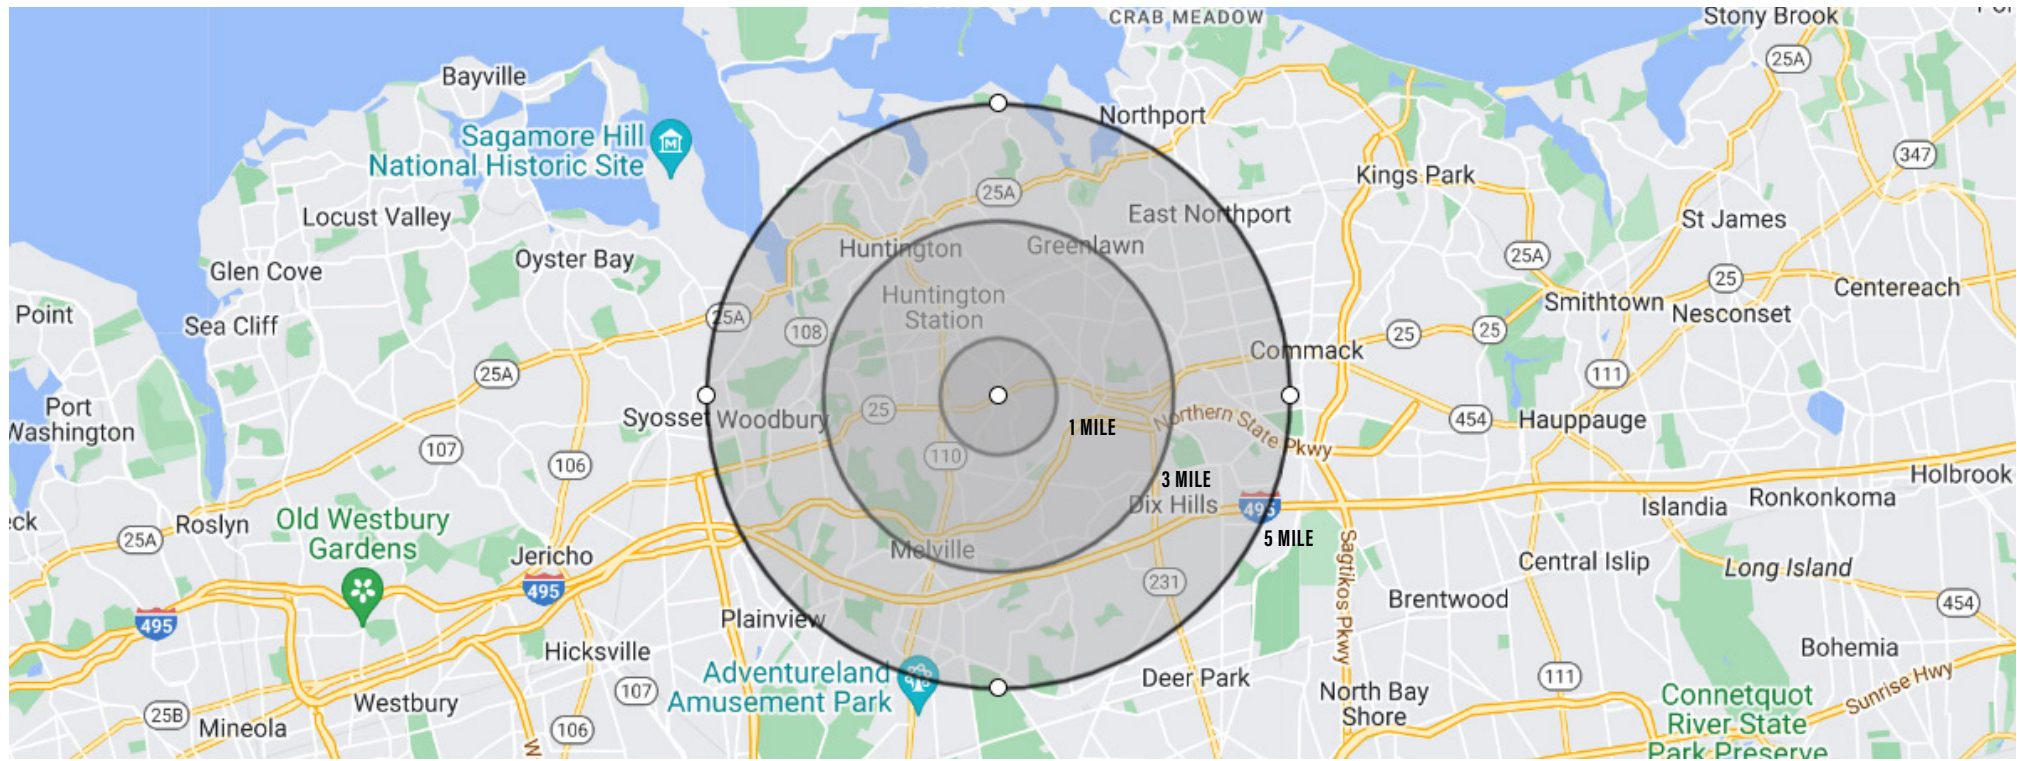 CRAB MEADOW
Stony Brook
25A
Bayville
Northport
Sagamore Hill
National Historic Site
347
Kings Park
25A
Locust Valley
East Northport
St James
Huntington
Greenlawn
Oyster Bay
25A
Glen Cove
25
Centereach
Huntington
Station
Smithtown
Nesconset
Point
Sea Cliff
25A
108
25
25
Commack
111
25A
Port
Washington
Syosset
Woodbury
25
1 MILE
Northern State Pkwy
454
Hauppauge
107
106
110
3 MILE
Dix Hills
495
Holbrook
Islandia
Ronkonkoma
eck
Roslyn
Old Westbury
Gardens
25A
5 MILE
Jericho
Melville
Sagtikos Pkwy
Central Islip
Long Island
495
231
Brentwood
454
495
Plainview
Hicksville
Bohemia
Adventureland
Amusement Park
107
Deer Park
111
North Bay
Shore
Connetquot
River State
Park Preserve
Sunrise Hwy
Westbury
25B
Mineola
106
W